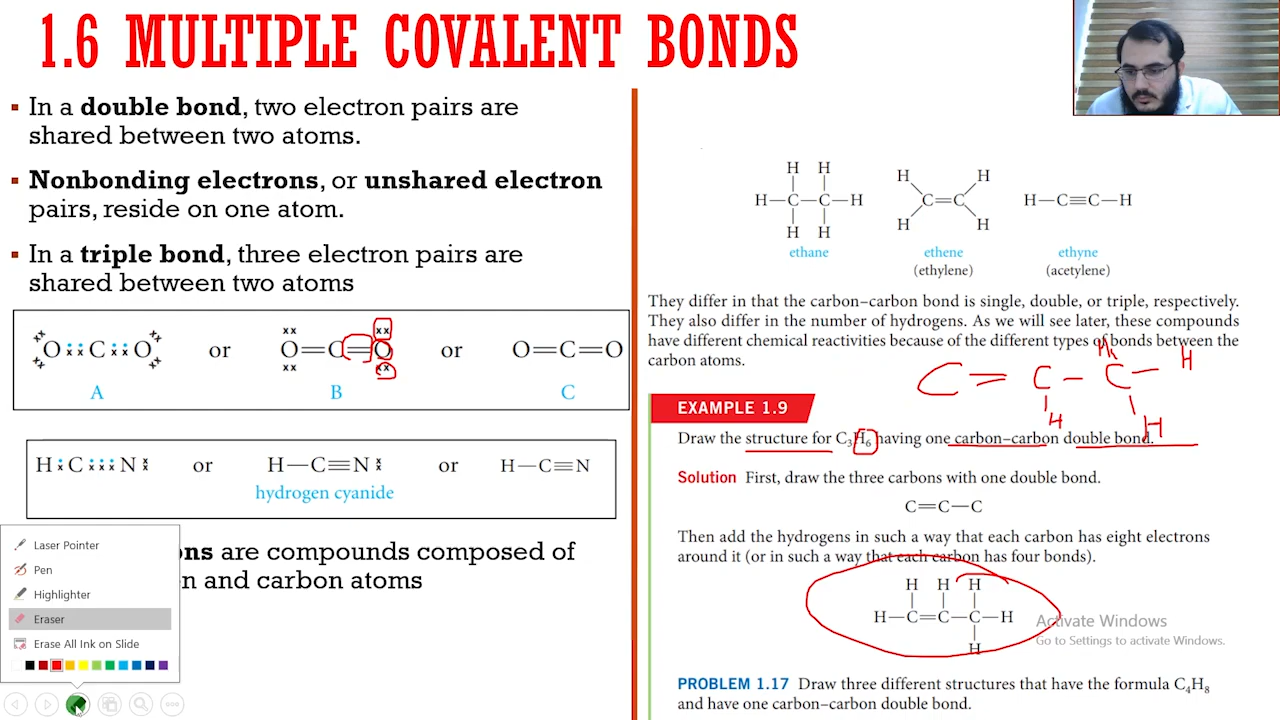 1.6 MULTIPLE COVALENT BONDS
▪ In a double bond, two electron pairs are
shared between two atoms.
▪ Nonbonding electrons, or unshared electron
pairs, reside on one atom.
▪ In a triple bond, three electron pairs are
shared between two atoms
O C O or O=C=O or O=C=O
A B C
H C N or H—C≡N or H—C≡N
hydrogen cyanide
ons are compounds composed of
n and carbon atoms
Laser Pointer
Pen
Highlighter
Eraser
Erase All Ink on Slide
H H
H—C—C—H
H H
ethane
H H
C=C
H H
ethene
(ethylene)
H—C≡C—H
ethyne
(acetylene)
They differ in that the carbon–carbon bond is single, double, or triple, respectively.
They also differ in the number of hydrogens. As we will see later, these compounds
have different chemical reactivities because of the different types of bonds between the
carbon atoms.
H
C = C – C – H
H H
EXAMPLE 1.9
Draw the structure for C₃H₆ having one carbon–carbon double bond.
Solution First, draw the three carbons with one double bond.
C=C—C
Then add the hydrogens in such a way that each carbon has eight electrons
around it (or in such a way that each carbon has four bonds).
H H H
H—C=C—C—H
H
Activate Windows
Go to Settings to activate Windows.
PROBLEM 1.17 Draw three different structures that have the formula C₄H₈
and have one carbon–carbon double bond.